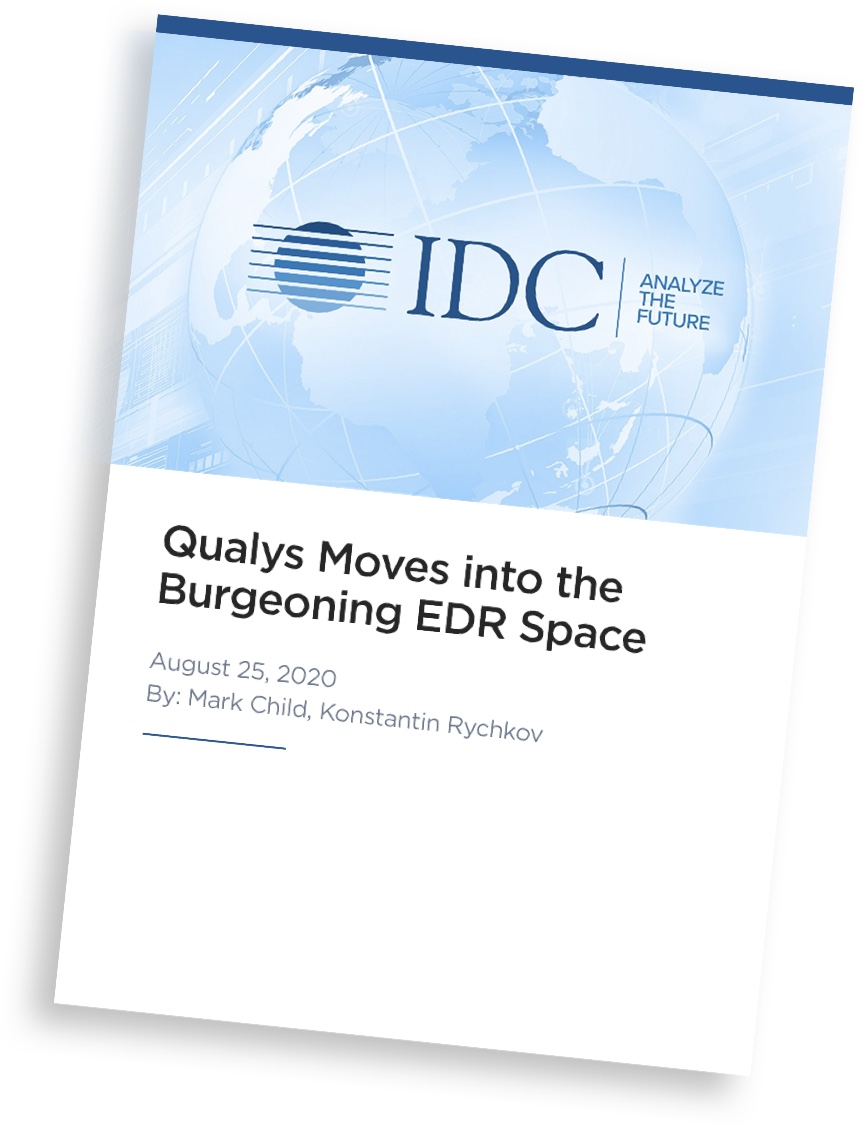 IDC
ANALYZE
THE
FUTURE
Qualys Moves into the
Burgeoning EDR Space
August 25, 2020
By: Mark Child, Konstantin Rychkov